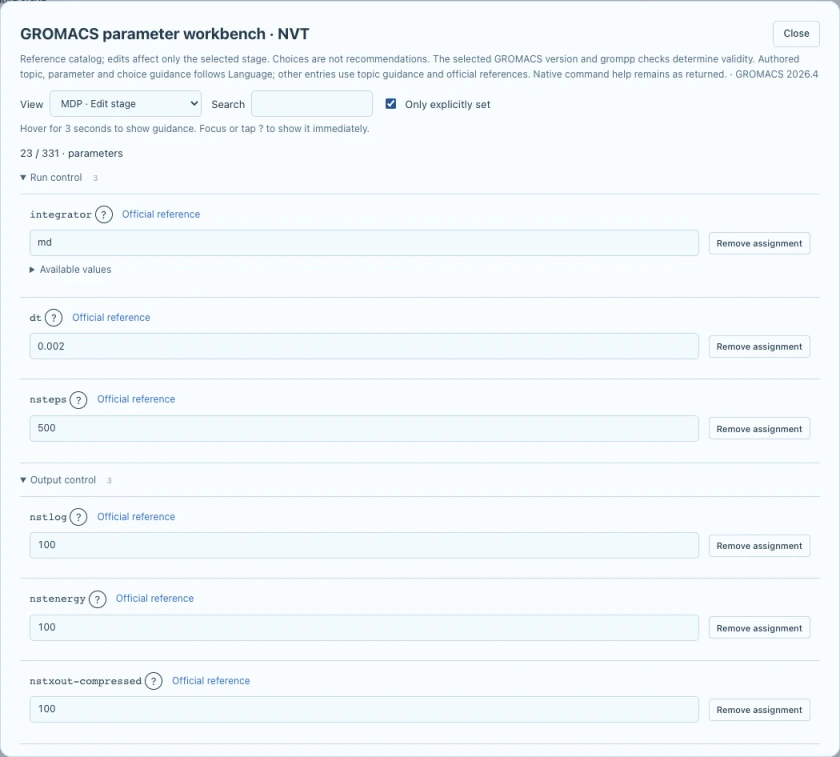 GROMACS parameter workbench · NVT
Close
Reference catalog; edits affect only the selected stage. Choices are not recommendations. The selected GROMACS version and grompp checks determine validity. Authored
topic, parameter and choice guidance follows Language; other entries use topic guidance and official references. Native command help remains as returned. · GROMACS 2026.4
View MDP · Edit stage Search Only explicitly set
Hover for 3 seconds to show guidance. Focus or tap ? to show it immediately.
23 / 331 · parameters
▼ Run control 3
integrator ? Official reference
md Remove assignment
▶ Available values
dt ? Official reference
0.002 Remove assignment
nsteps ? Official reference
500 Remove assignment
▼ Output control 3
nstlog ? Official reference
100 Remove assignment
nstenergy ? Official reference
100 Remove assignment
nstxout-compressed ? Official reference
100 Remove assignment